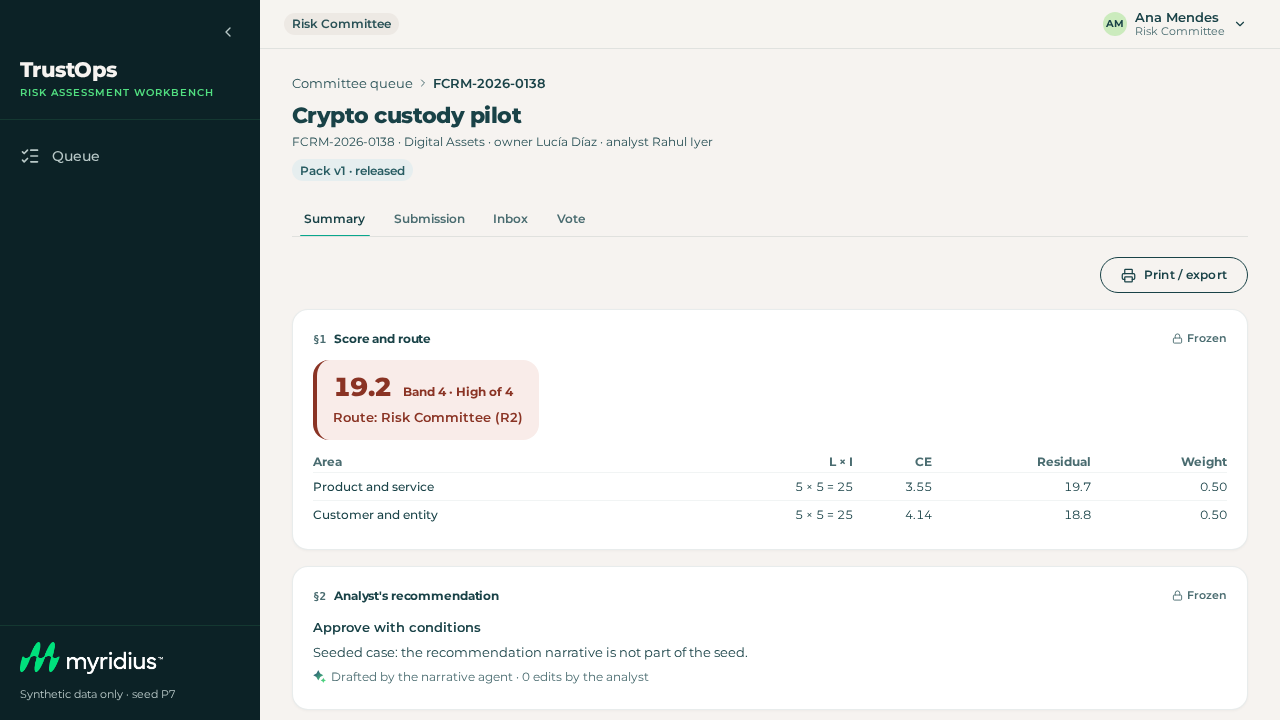 TrustOps
RISK ASSESSMENT WORKBENCH
Queue
myridius™
Synthetic data only · seed P7
Risk Committee
AM
Ana Mendes
Risk Committee
Committee queue > FCRM-2026-0138
Crypto custody pilot
FCRM-2026-0138 · Digital Assets · owner Lucía Díaz · analyst Rahul Iyer
Pack v1 · released
Summary Submission Inbox Vote
Print / export
§1 Score and route Frozen
19.2 Band 4 · High of 4
Route: Risk Committee (R2)
Area L × I CE Residual Weight
Product and service 5 × 5 = 25 3.55 19.7 0.50
Customer and entity 5 × 5 = 25 4.14 18.8 0.50
§2 Analyst's recommendation Frozen
Approve with conditions
Seeded case: the recommendation narrative is not part of the seed.
Drafted by the narrative agent · 0 edits by the analyst